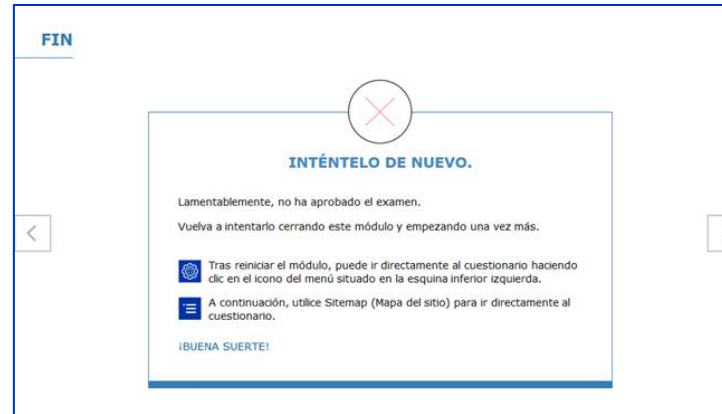 FIN
INTÉNTELO DE NUEVO.
Lamentablemente, no ha aprobado el examen.
Vuelva a intentarlo cerrando este módulo y empezando una vez más.
Tras reiniciar el módulo, puede ir directamente al cuestionario haciendo
clic en el icono del menú situado en la esquina inferior izquierda.
A continuación, utilice Sitemap (Mapa del sitio) para ir directamente al
cuestionario.
¡BUENA SUERTE!